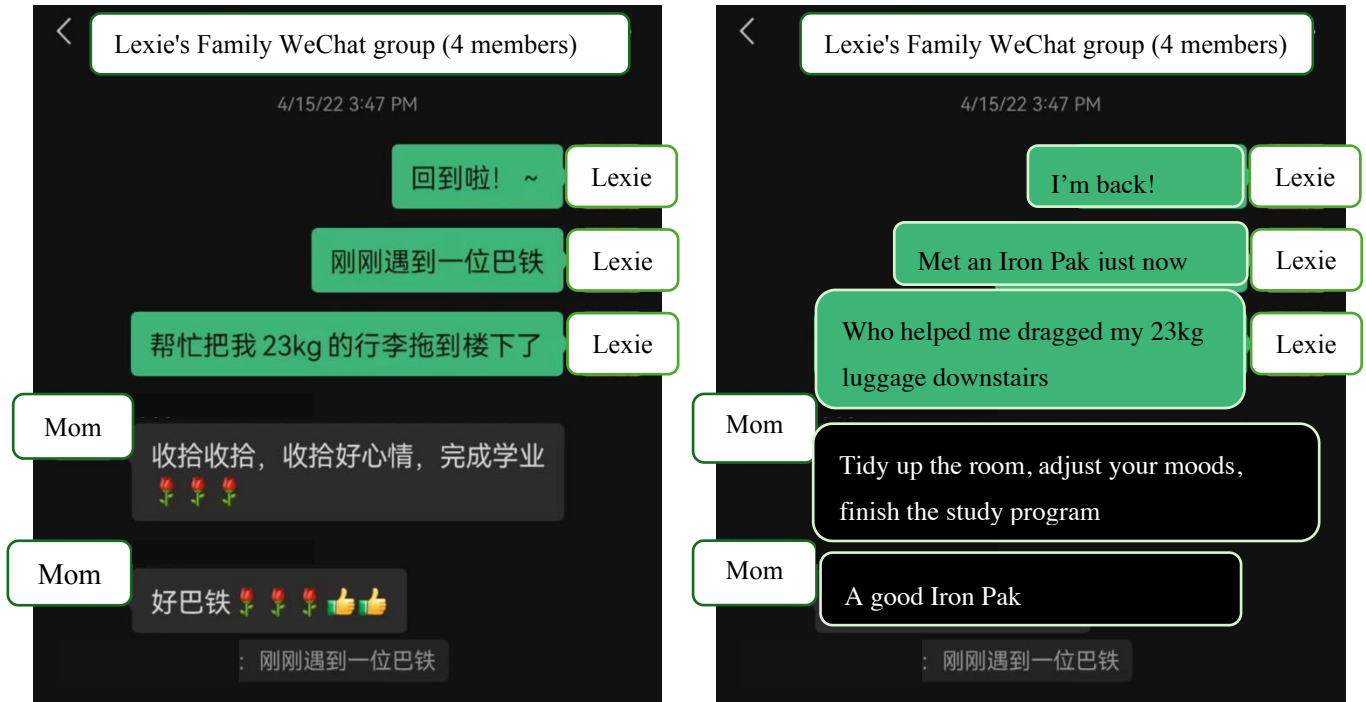 Lexie's Family WeChat group (4 members)
4/15/22 3:47 PM
回到啦！ ~
Lexie
刚刚遇到一位巴铁
Lexie
帮忙把我 23kg 的行李拖到楼下了
Lexie
Mom
收拾收拾，收拾好心情，完成学业
🌹🌹🌹
Mom
好巴铁🌹🌹🌹👍👍
：刚刚遇到一位巴铁
Lexie's Family WeChat group (4 members)
4/15/22 3:47 PM
I’m back!
Lexie
Met an Iron Pak just now
Lexie
Who helped me dragged my 23kg
luggage downstairs
Lexie
Mom
Tidy up the room, adjust your moods,
finish the study program
Mom
A good Iron Pak
：刚刚遇到一位巴铁